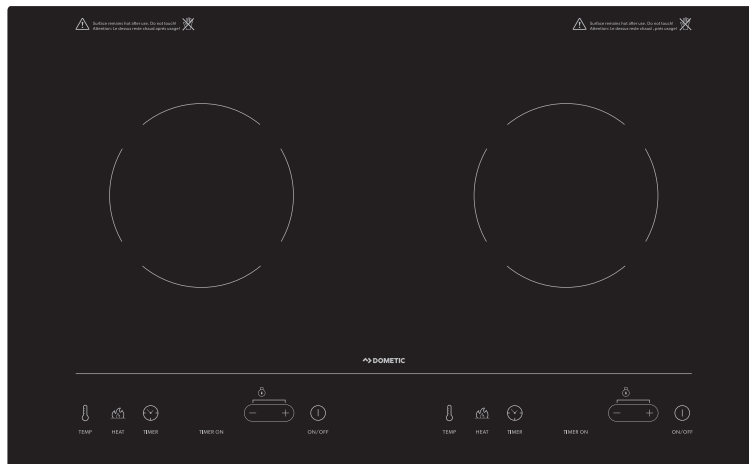 Surface remains hot after use. Do not touch!
Attention: Le dessus reste chaud après usage!
Surface remains hot after use. Do not touch!
Attention: Le dessus reste chaud , près usage!
DOMETIC
TEMP HEAT TIMER TIMER ON ON/OFF TEMP HEAT TIMER TIMER ON ON/OFF